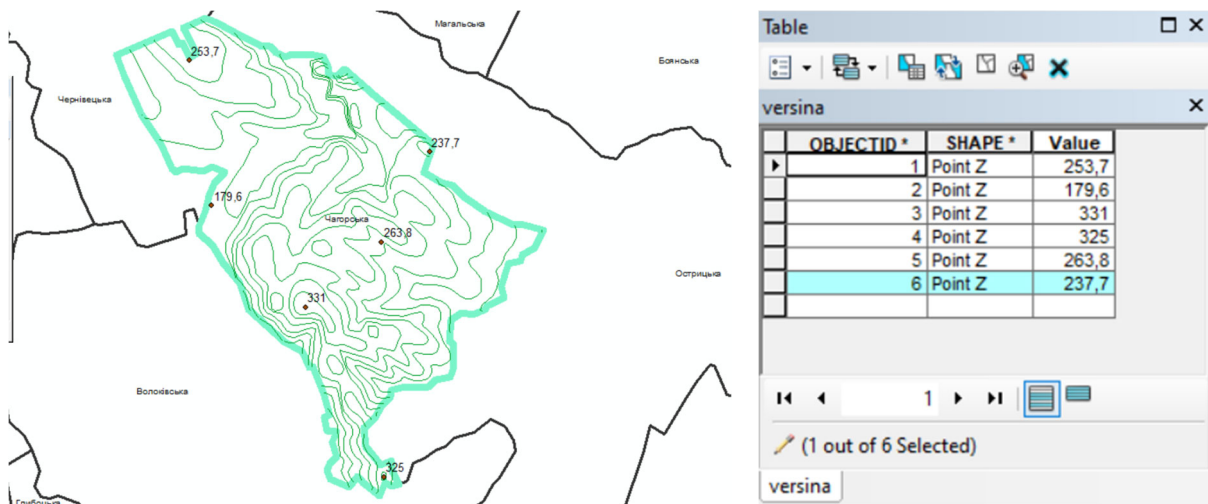 Магальська
Боянська
253,7
Чернівецька
237,7
179,6
Чагорська
263,8
Острицька
331
Волоківська
325
Table
versina
OBJECTID * SHAPE * Value
1 Point Z 253,7
2 Point Z 179,6
3 Point Z 331
4 Point Z 325
5 Point Z 263,8
6 Point Z 237,7
1
(1 out of 6 Selected)
versina